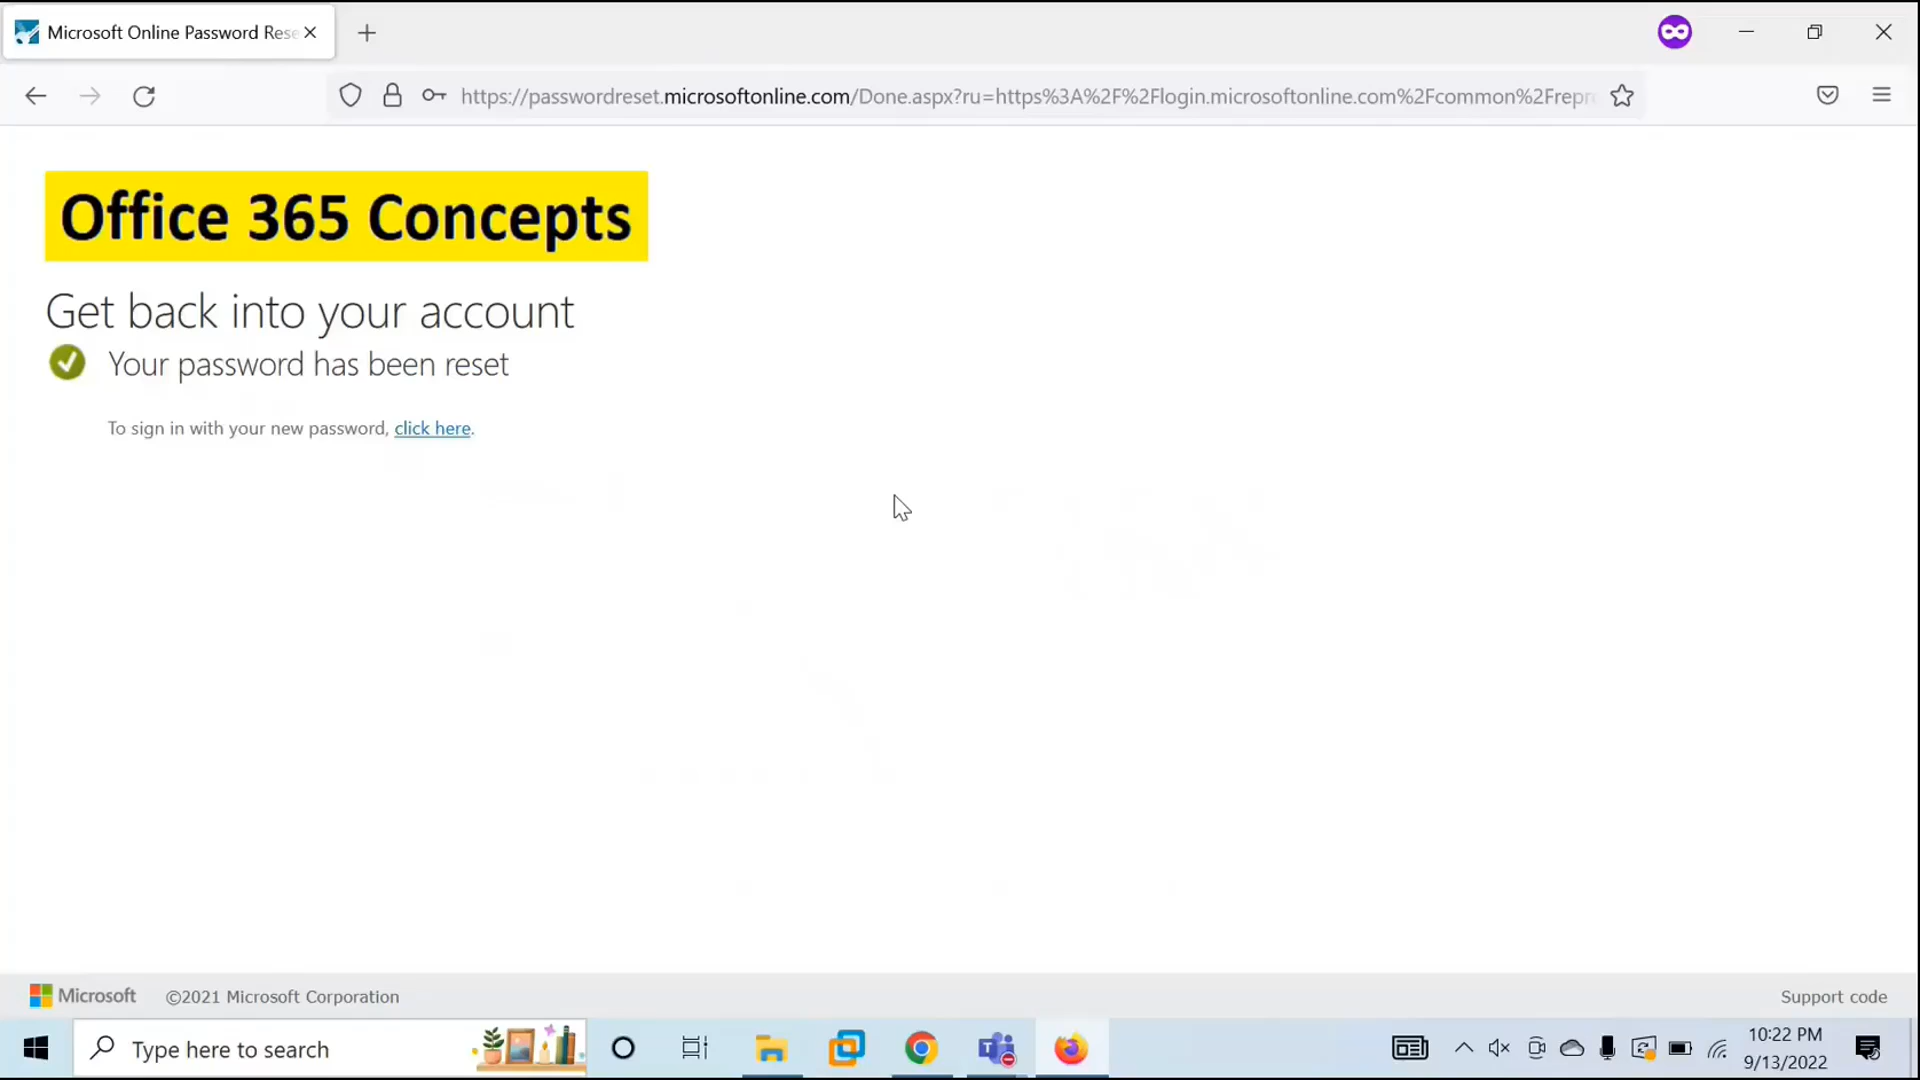 Microsoft Online Password Rese
https://passwordreset.microsoftonline.com/Done.aspx?ru=https%3A%2F%2Flogin.microsoftonline.com%2Fcommon%2Frepr
Office 365 Concepts
Get back into your account
Your password has been reset
To sign in with your new password, click here.
Microsoft ©2021 Microsoft Corporation Support code
Type here to search
10:22 PM
9/13/2022